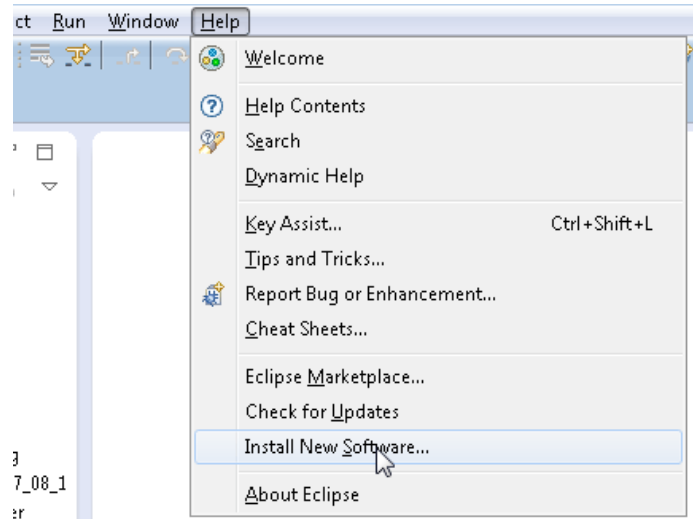 ct Run Window Help
Welcome
Help Contents
Search
Dynamic Help
Key Assist... Ctrl+Shift+L
Tips and Tricks...
Report Bug or Enhancement...
Cheat Sheets...
Eclipse Marketplace...
Check for Updates
Install New Software...
g
7_08_1
About Eclipse
er